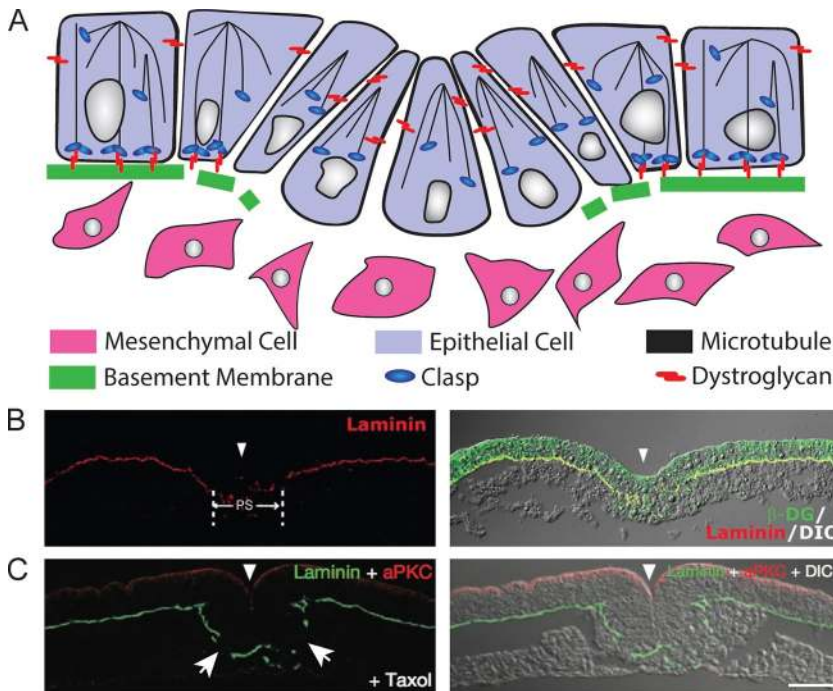 A
Mesenchymal Cell Epithelial Cell Microtubule
Basement Membrane Clasp Dystroglycan
B
Laminin
PS
β-DG/
Laminin/DIC
C
Laminin + aPKC
+ Taxol
Laminin + aPKC + DIC